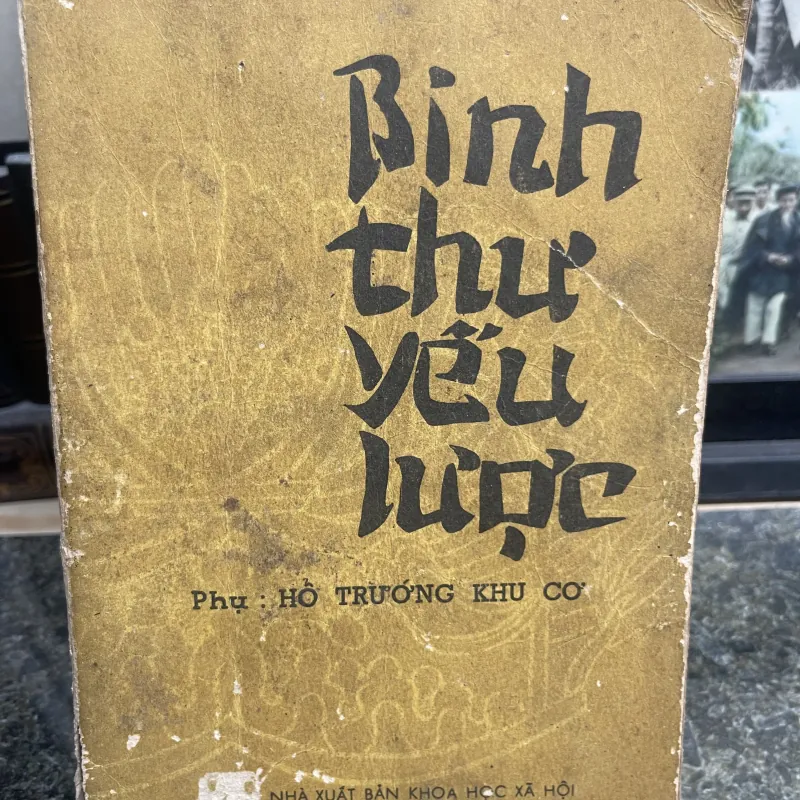 Binh
thư
yếu
lược
Phụ : HỔ TRƯỚNG KHU CƠ
NHÀ XUẤT BẢN KHOA HỌC XÃ HỘI